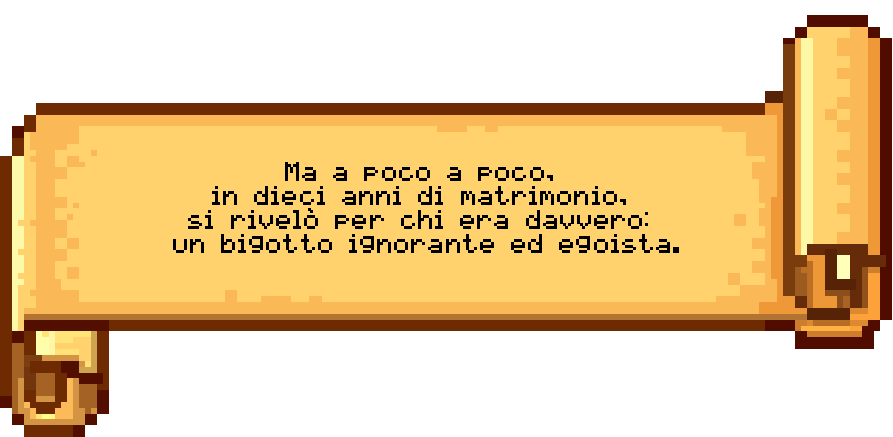 Ma a poco a poco,
in dieci anni di matrimonio,
si rivelò per chi era davvero:
un bigotto ignorante ed egoista.